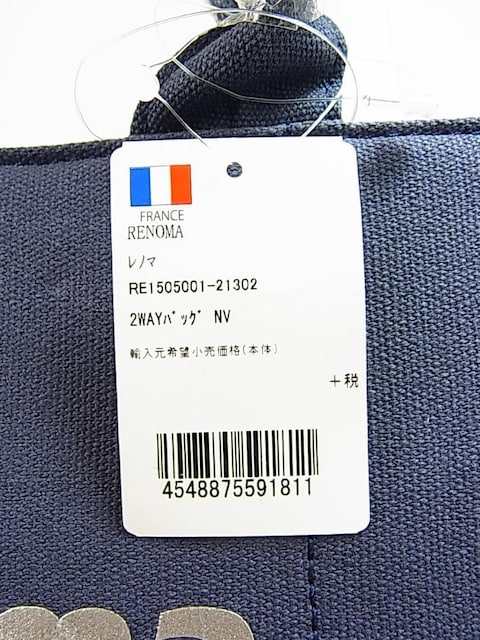 FRANCE
RENOMA
ﾚﾉﾏ
RE1505001-21302
2WAYﾊﾞｯｸﾞ NV
輸入元希望小売価格(本体)
+税
4548875591811
ma